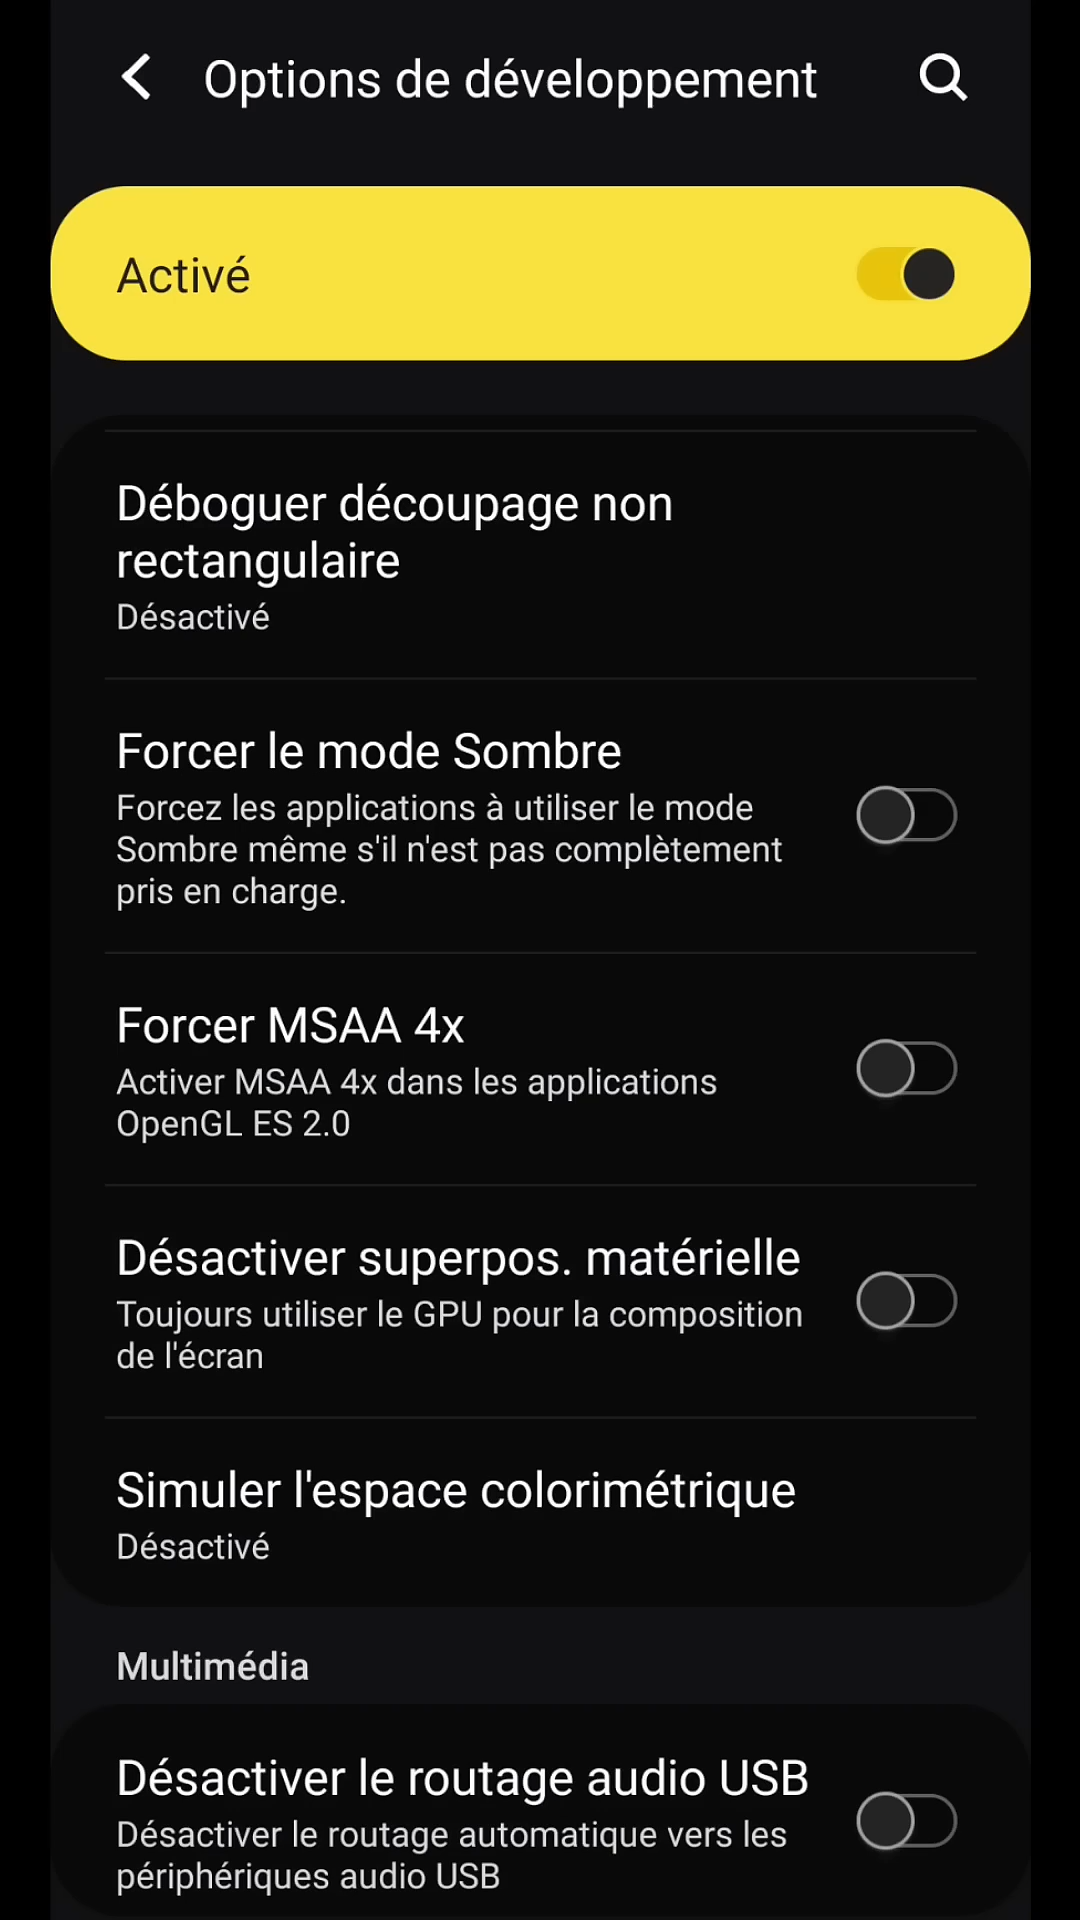 Options de développement
Activé
Déboguer découpage non
rectangulaire
Désactivé
Forcer le mode Sombre
Forcez les applications à utiliser le mode
Sombre même s'il n'est pas complètement
pris en charge.
Forcer MSAA 4x
Activer MSAA 4x dans les applications
OpenGL ES 2.0
Désactiver superpos. matérielle
Toujours utiliser le GPU pour la composition
de l'écran
Simuler l'espace colorimétrique
Désactivé
Multimédia
Désactiver le routage audio USB
Désactiver le routage automatique vers les
périphériques audio USB